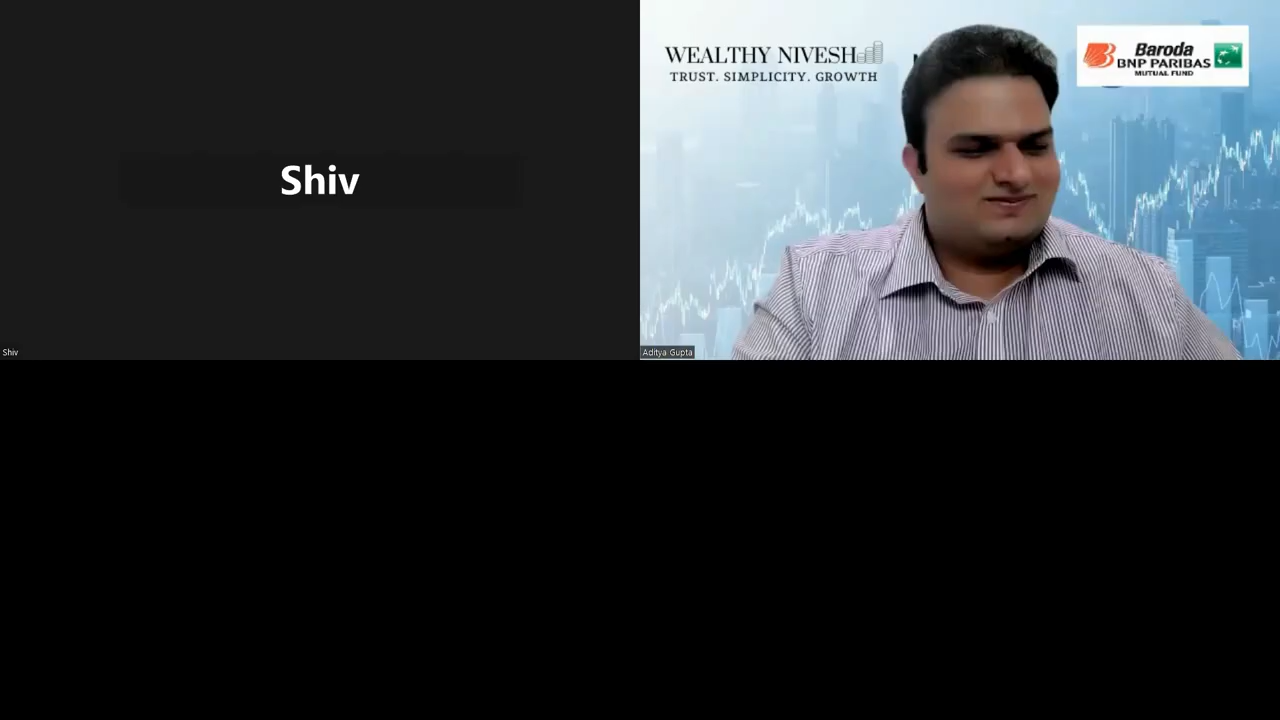 Shiv
Shiv
WEALTHY NIVESH
TRUST. SIMPLICITY. GROWTH
Baroda
BNP PARIBAS
MUTUAL FUND
Aditya Gupta